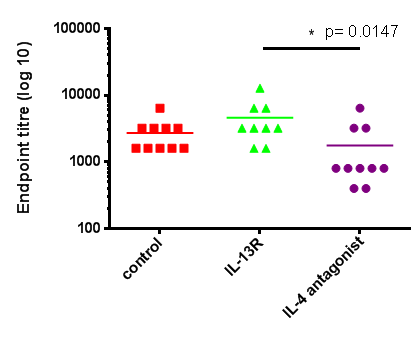 * p= 0.0147
Endpoint titre (log 10)
100000
10000
1000
100
control
IL-13R
IL-4 antagonist